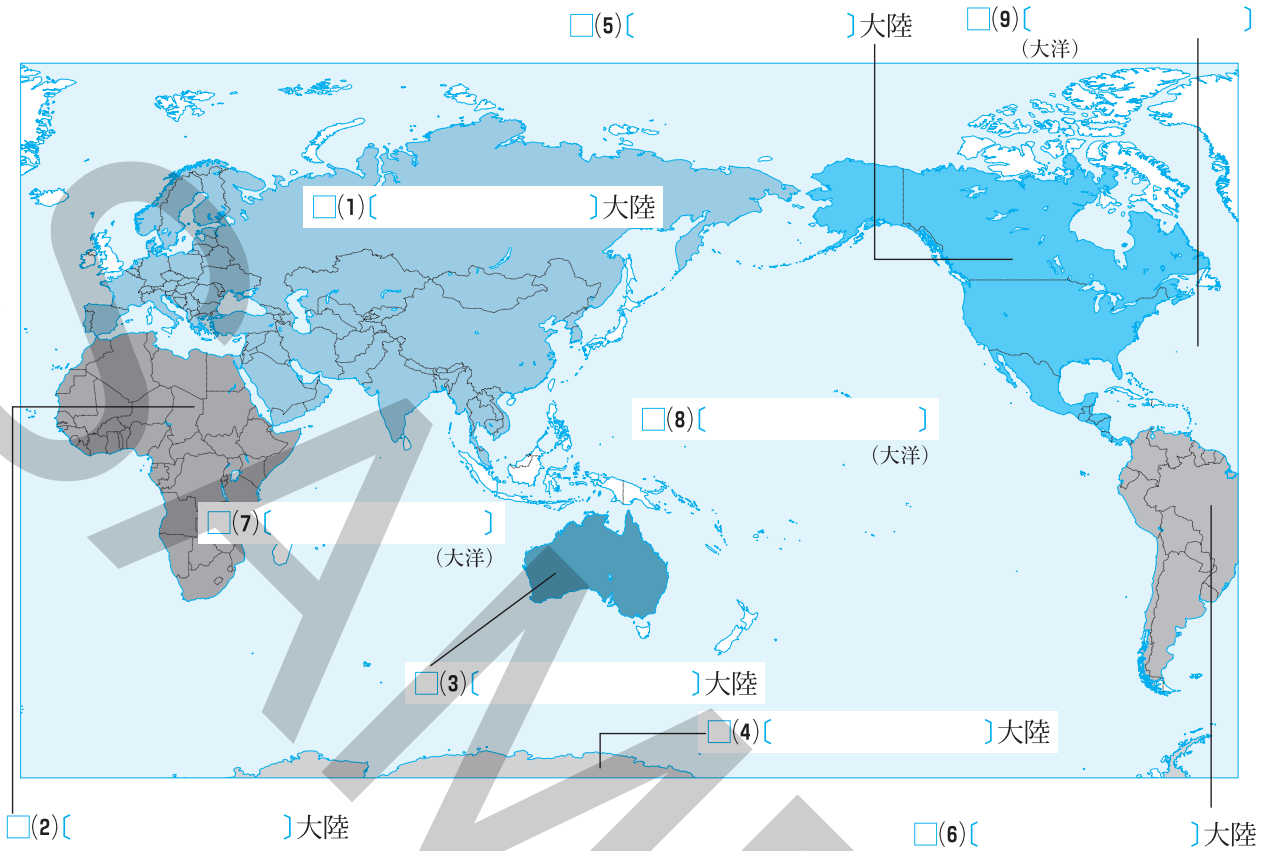 □(5)〔 〕大陸
□(9)〔 〕
（大洋）
□(1)〔 〕大陸
□(8)〔 〕
（大洋）
□(7)〔 〕
（大洋）
□(3)〔 〕大陸
□(4)〔 〕大陸
□(2)〔 〕大陸
□(6)〔 〕大陸